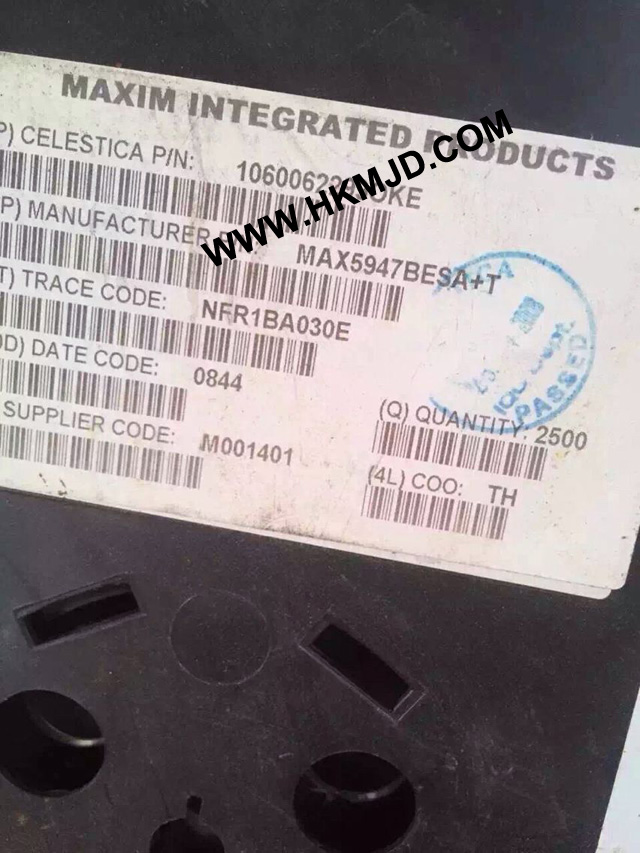 MAXIM INTEGRATED PRODUCTS
P) CELESTICA P/N:
WWW.HKMJD.COM
P) MANUFACTURER
MAX5947BESA+T
T) TRACE CODE:
NFR1BA030E
D) DATE CODE:
0844
(Q) QUANTITY: 2500
SUPPLIER CODE:
M001401
(4L) COO: TH
PASSED